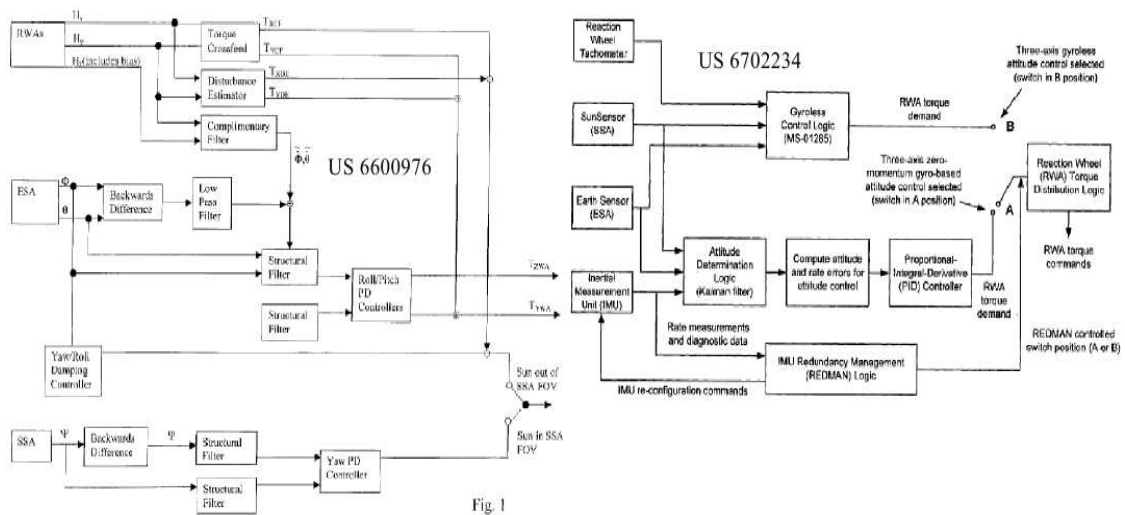 RWAs
H
H
H (includes bias)
Torque
Crossfeed
T
T
Disturbance
Estimator
T
T
Complimentary
Filter
Φ,θ
US 6600976
ESA
Φ
θ
Backwards
Difference
Low
Pass
Filter
Structural
Filter
Structural
Filter
Roll/Pitch
PD
Controllers
T
T
Yaw/Roll
Damping
Controller
Sun out of
SSA FOV
Sun in SSA
FOV
SSA
Ψ
Backwards
Difference
Ψ
Structural
Filter
Structural
Filter
Yaw PD
Controller
Fig. 1
US 6702234
Reaction
Wheel
Tachometer
SunSensor
(SSA)
Earth Sensor
(ESA)
Inertial
Measurement
Unit (IMU)
Gyroless
Control Logic
(MS-01285)
RWA torque
demand
B
Three-axis gyroless
attitude control selected
(switch in B position)
Three-axis zero-
momentum gyro-based
attitude control selected
(switch in A position)
A
Reaction Wheel
(RWA) Torque
Distribution Logic
RWA torque
commands
Attitude
Determination
Logic
(Kalman filter)
Compute attitude
and rate errors for
attitude control
Proportional-
Integral-Derivative
(PID) Controller
RWA
torque
demand
REDMAN controlled
switch position (A or B)
Rate measurements
and diagnostic data
IMU Redundancy Management
(REDMAN) Logic
IMU re-configuration commands